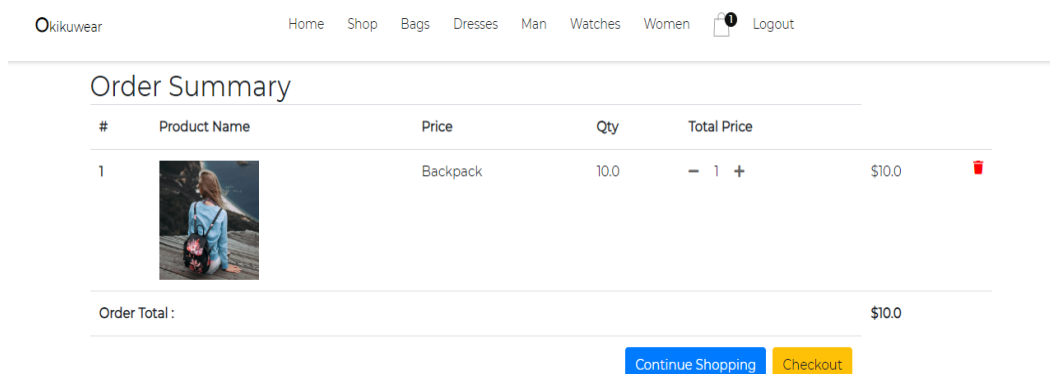 Okikuwear Home Shop Bags Dresses Man Watches Women 1 Logout
Order Summary
# Product Name Price Qty Total Price
1 Backpack 10.0 − 1 + $10.0
Order Total : $10.0
Continue Shopping Checkout